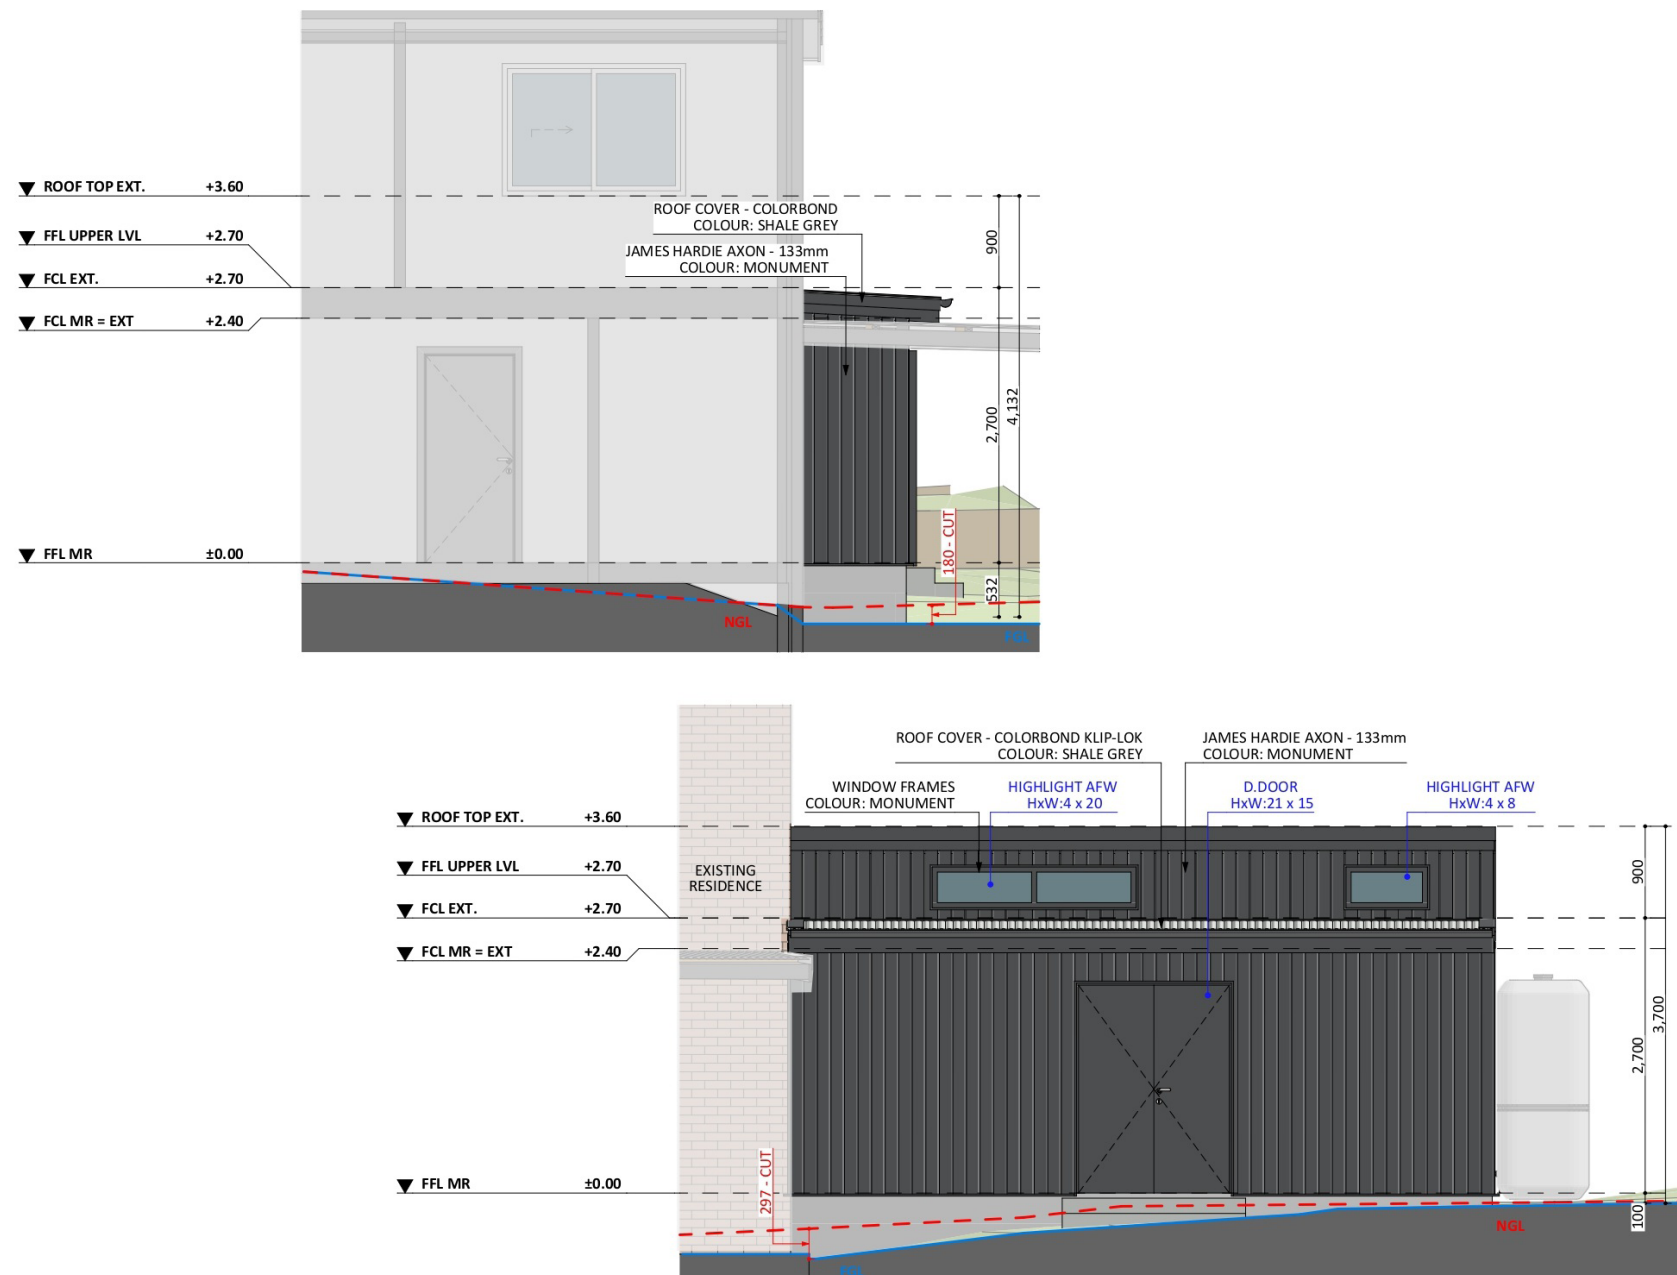 ROOF TOP EXT. +3.60
ROOF COVER - COLORBOND
COLOUR: SHALE GREY
FFL UPPER LVL +2.70
900
JAMES HARDIE AXON - 133mm
COLOUR: MONUMENT
FCL EXT. +2.70
FCL MR = EXT +2.40
2,700
4,132
180 - CUT
FFL MR ±0.00
532
NGL
FGL
ROOF COVER - COLORBOND KLIP-LOK
COLOUR: SHALE GREY
JAMES HARDIE AXON - 133mm
COLOUR: MONUMENT
WINDOW FRAMES
COLOUR: MONUMENT
HIGHLIGHT AFW
HxW:4 x 20
D.DOOR
HxW:21 x 15
HIGHLIGHT AFW
HxW:4 x 8
ROOF TOP EXT. +3.60
FFL UPPER LVL +2.70
EXISTING
RESIDENCE
900
FCL EXT. +2.70
FCL MR = EXT +2.40
3,700
2,700
297 - CUT
FFL MR ±0.00
100
NGL
FGL